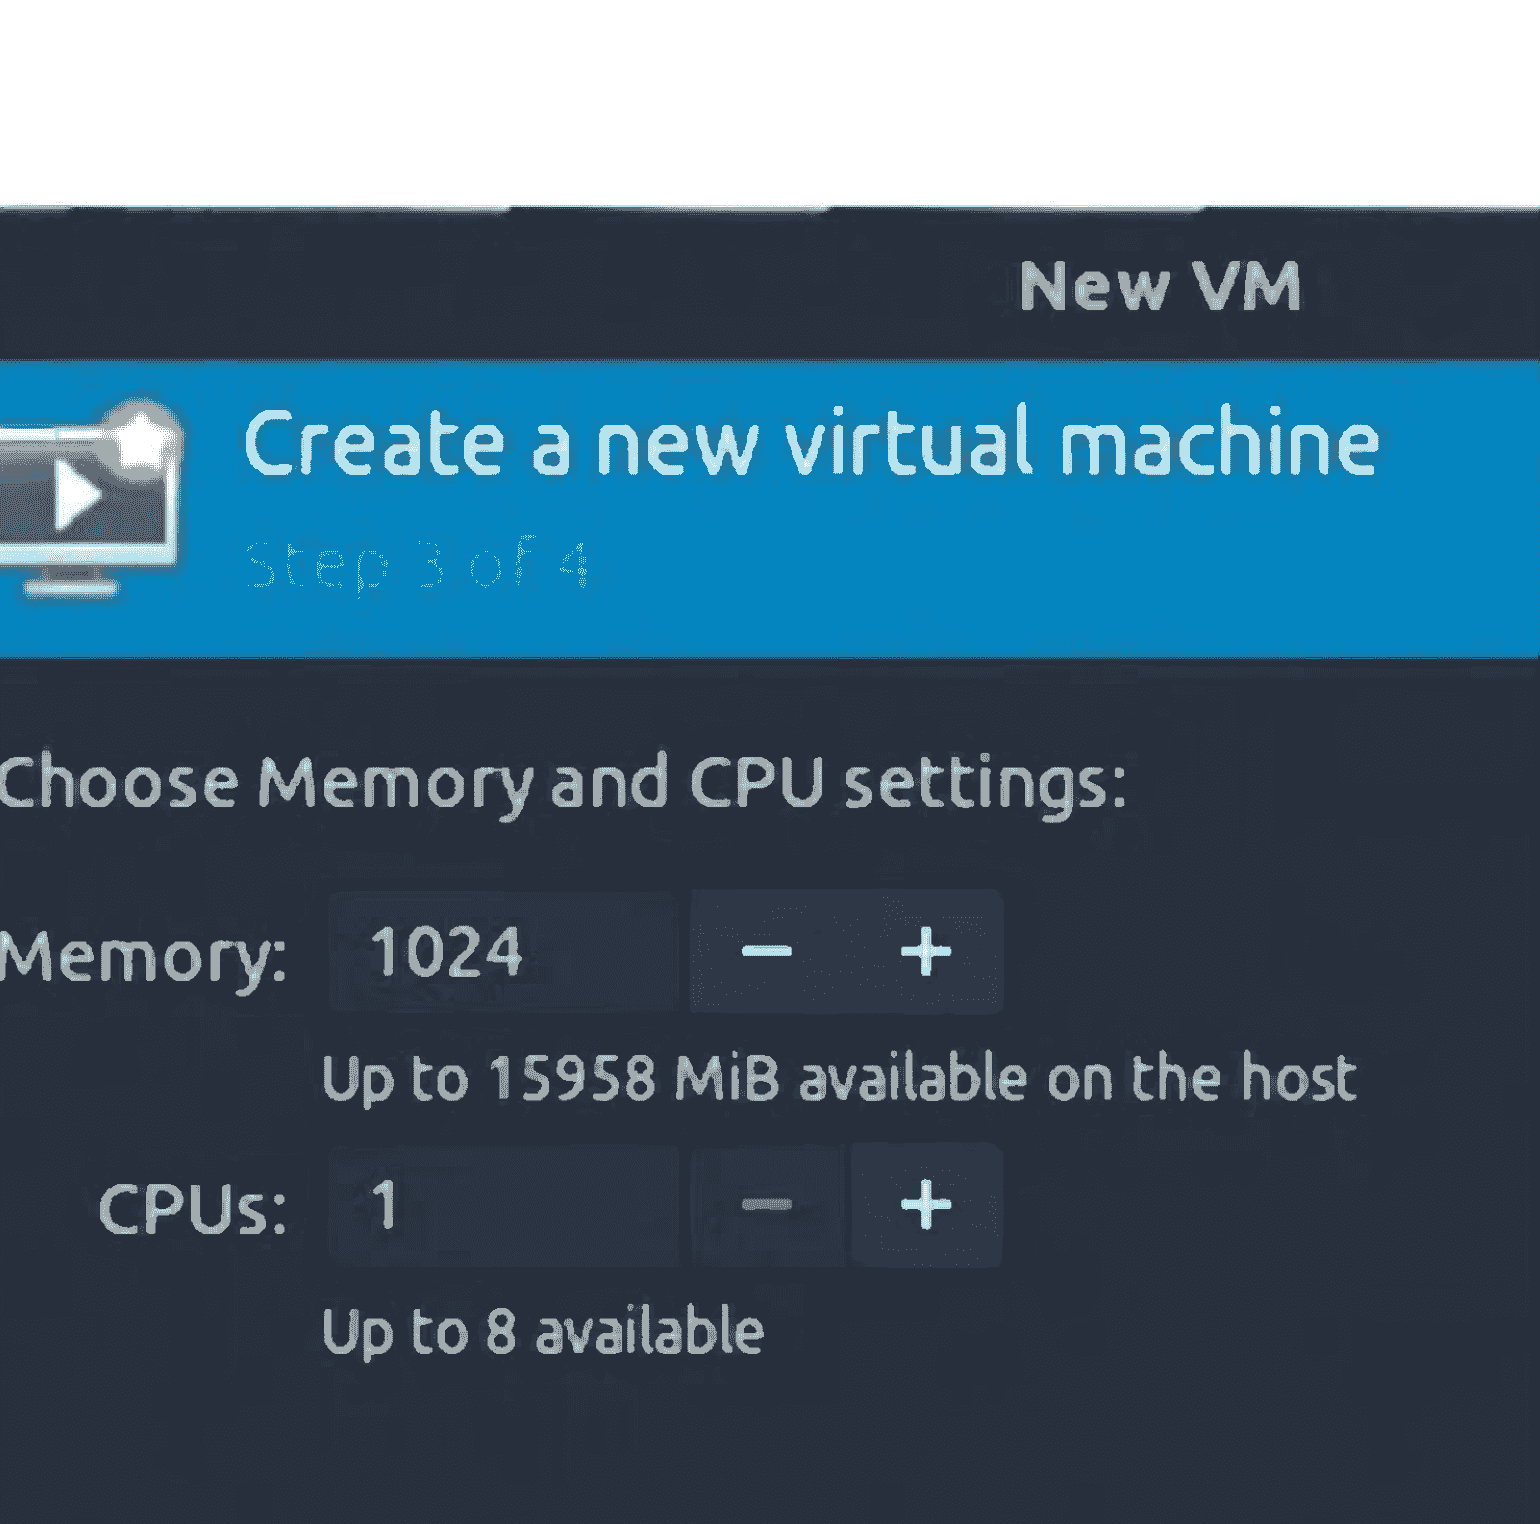 New VM
Create a new virtual machine
Step 3 of 4
Choose Memory and CPU settings:
Memory: 1024 − +
Up to 15958 MiB available on the host
CPUs: 1 − +
Up to 8 available